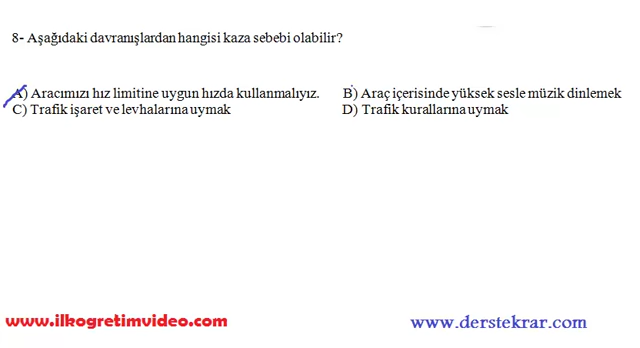 8- Aşağıdaki davranışlardan hangisi kaza sebebi olabilir?
A) Aracımızı hız limitine uygun hızda kullanmalıyız.
B) Araç içerisinde yüksek sesle müzik dinlemek
C) Trafik işaret ve levhalarına uymak
D) Trafik kurallarına uymak
www.ilkogretimvideo.com
www.derstekrar.com